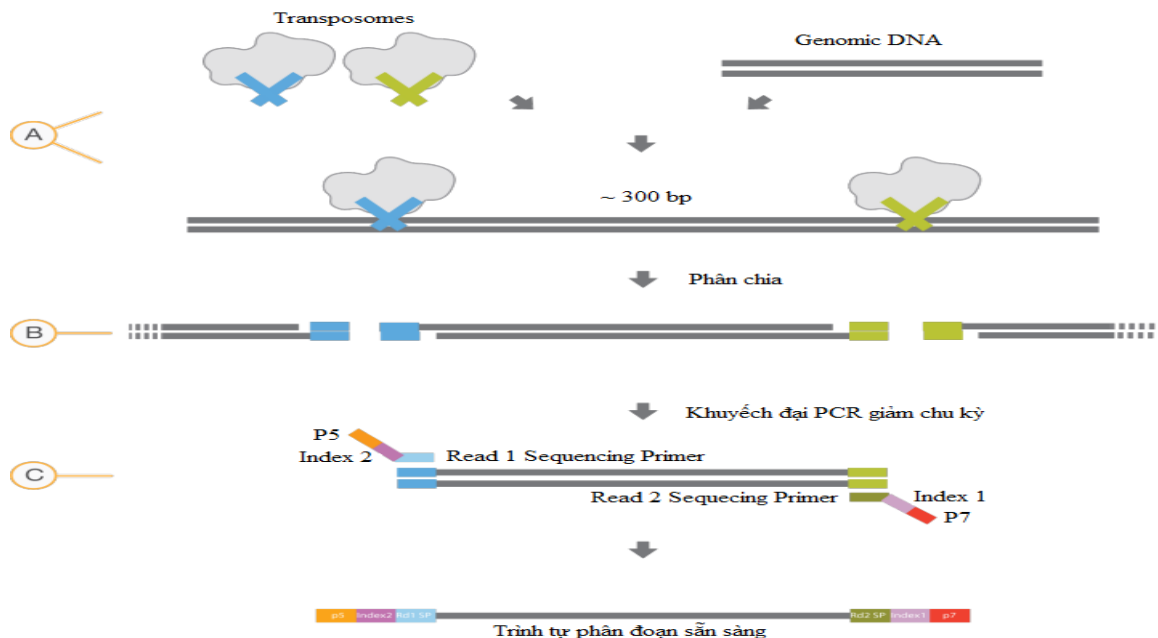 Transposomes
Genomic DNA
A
~ 300 bp
Phân chia
B
Khuyếch đại PCR giảm chu kỳ
P5
Index 2
Read 1 Sequencing Primer
C
Read 2 Sequecing Primer
Index 1
P7
p5 Index2 Rd1 SP Rd2 SP Index1 p7
Trình tự phân đoạn sẵn sàng